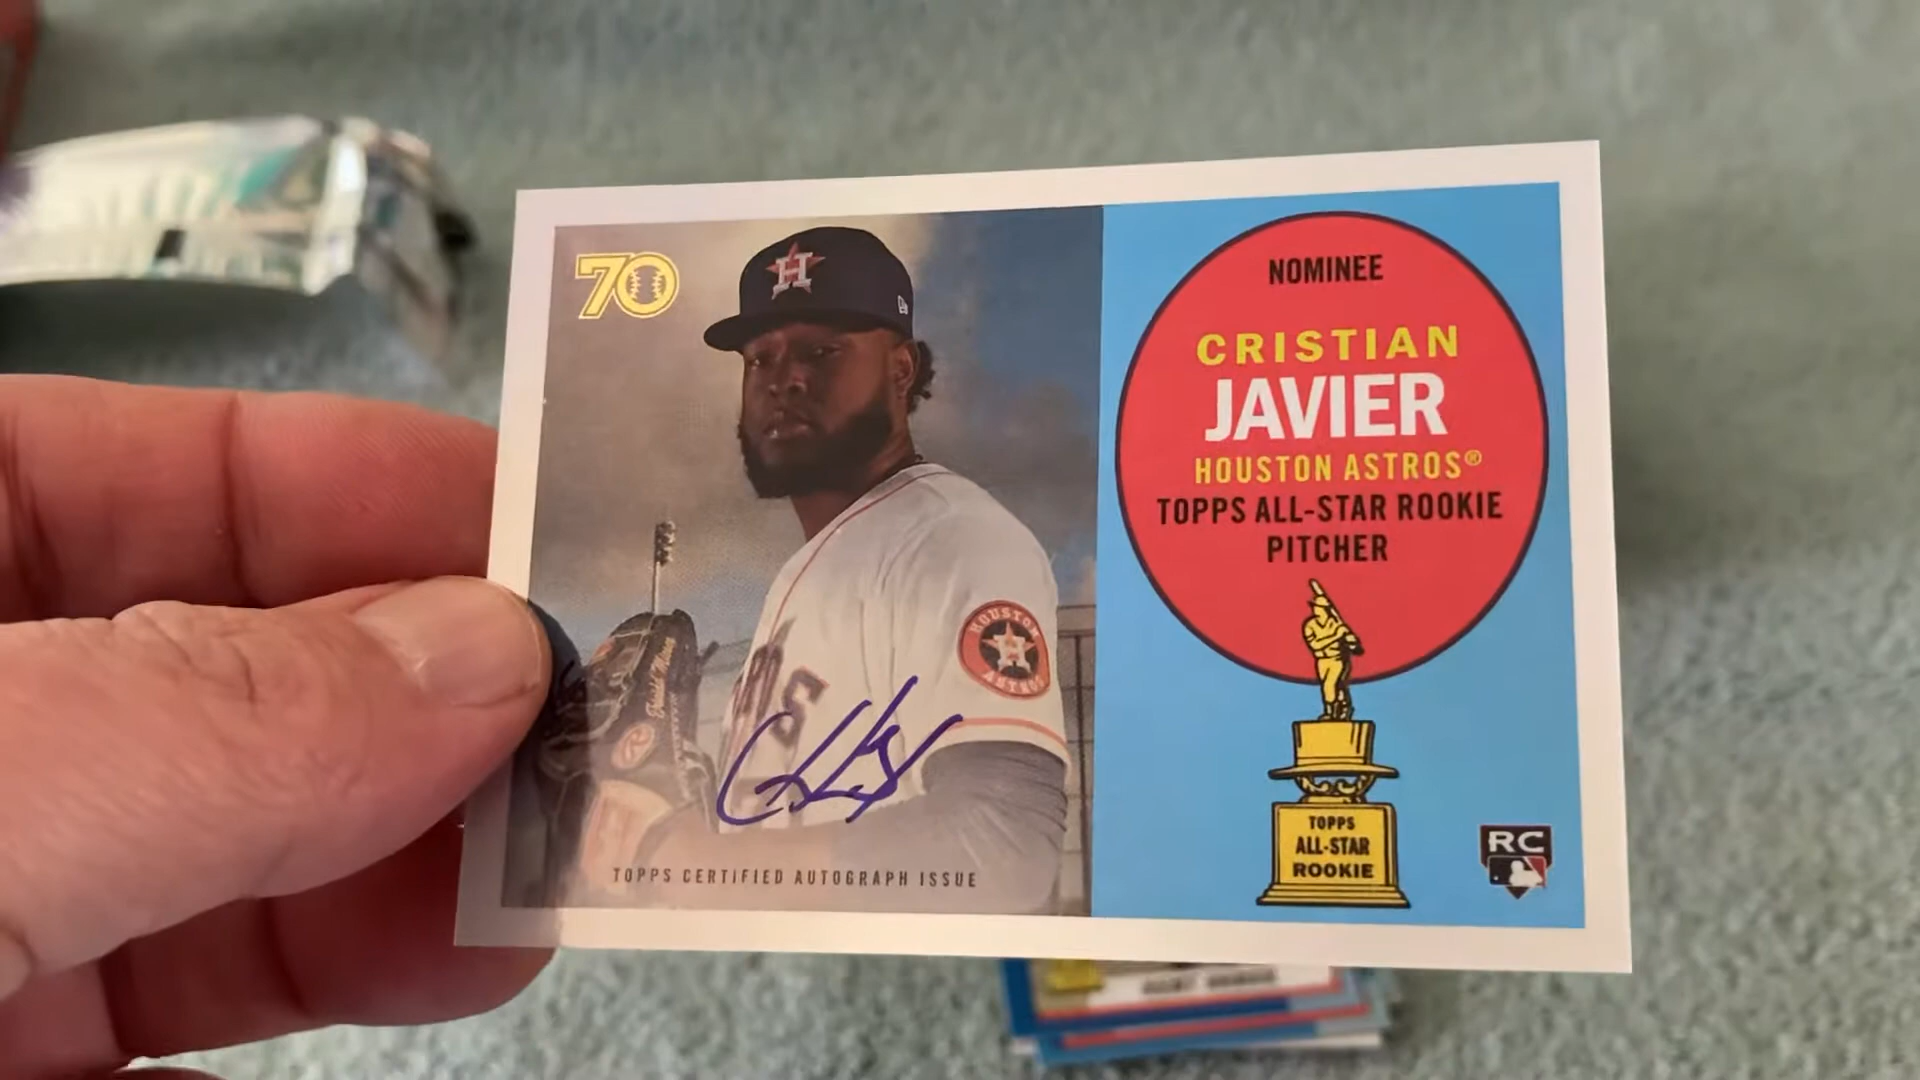 70
H
NOMINEE
CRISTIAN
JAVIER
HOUSTON ASTROS®
TOPPS ALL-STAR ROOKIE
PITCHER
HOUSTON
H
ASTROS
R
TOPPS CERTIFIED AUTOGRAPH ISSUE
TOPPS
ALL-STAR
ROOKIE
RC